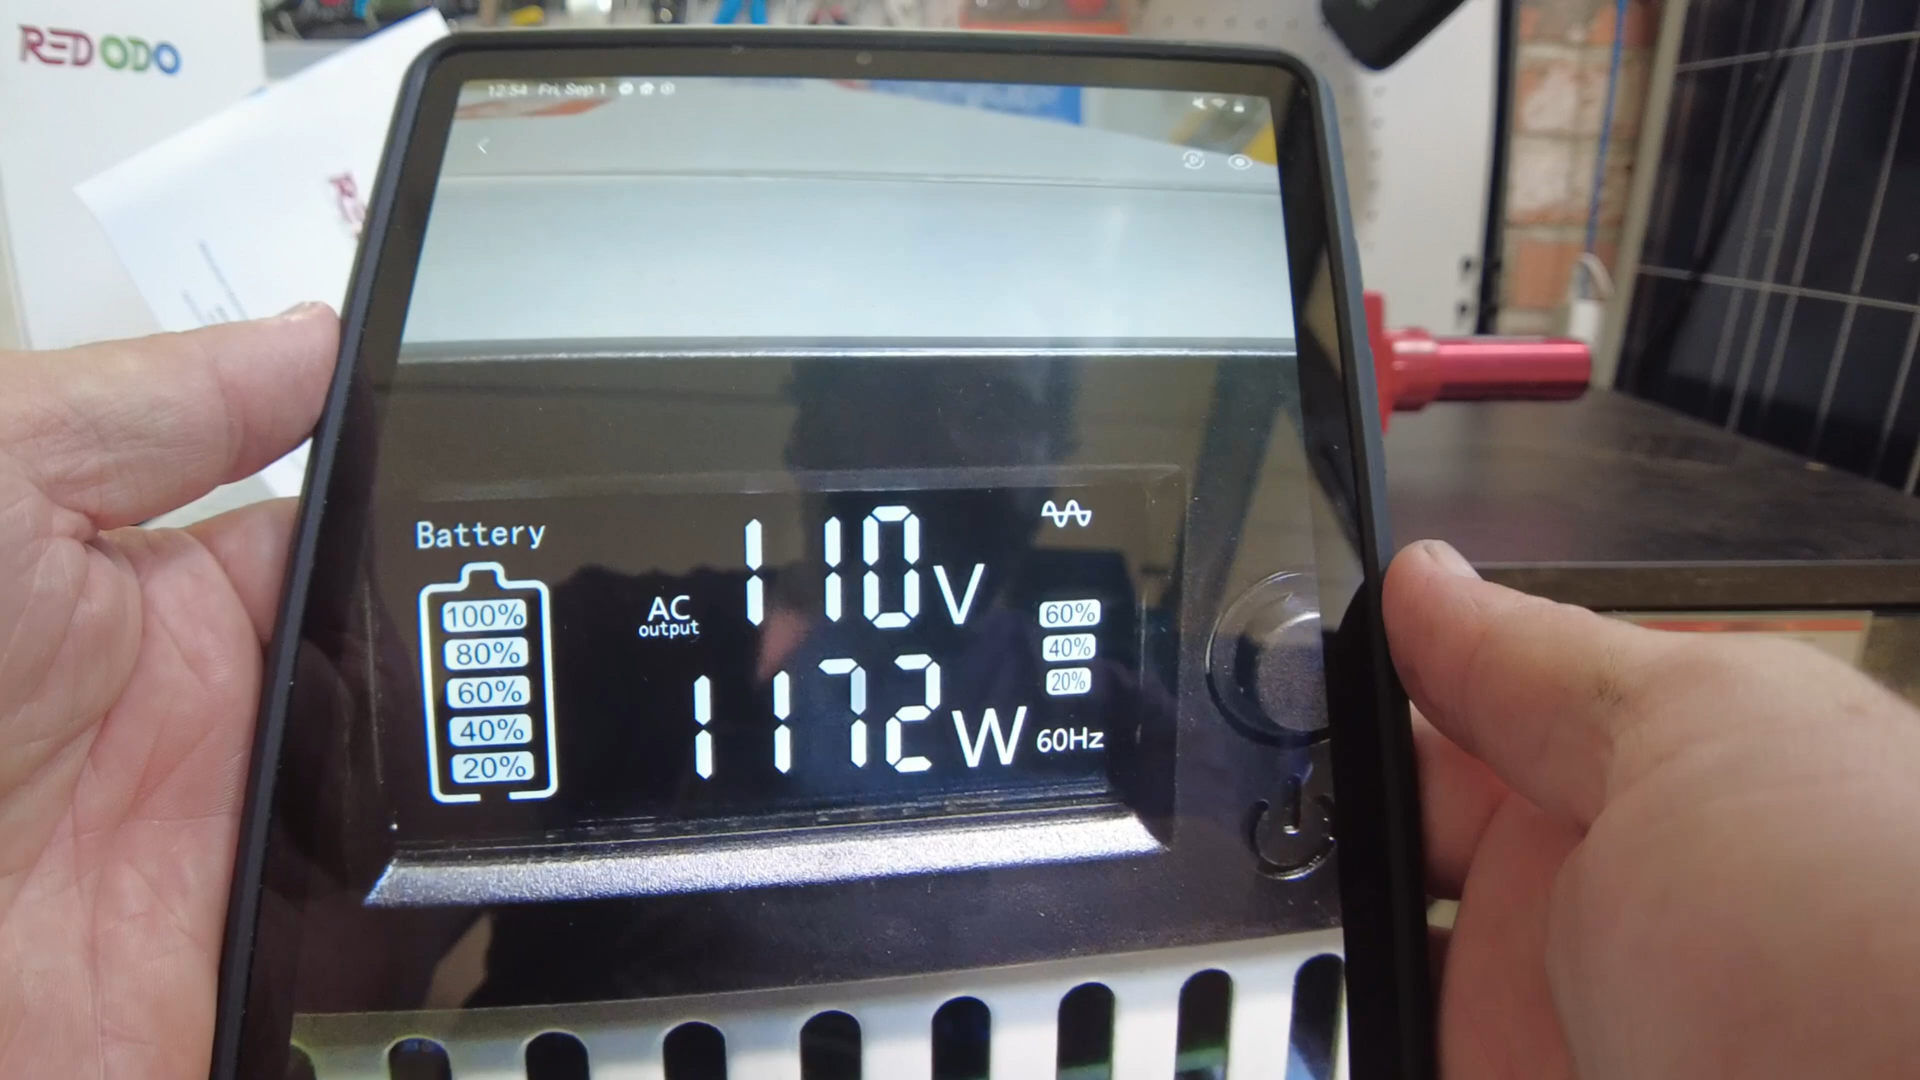 REDODO
12:54 Fri, Sep 1
Battery
100%
80%
60%
40%
20%
AC
output
110V
1172W
60%
40%
20%
60Hz